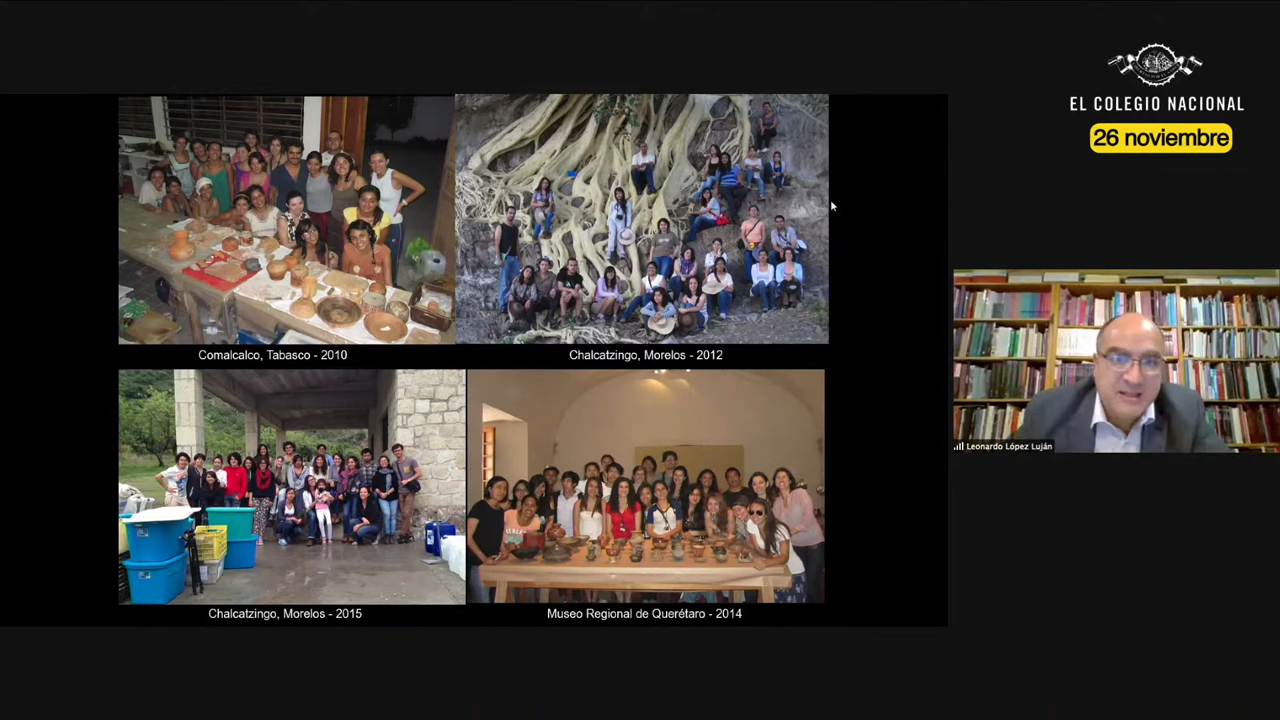 EL COLEGIO NACIONAL
26 noviembre
Comalcalco, Tabasco - 2010
Chalcatzingo, Morelos - 2012
Leonardo López Luján
Chalcatzingo, Morelos - 2015
Museo Regional de Querétaro - 2014